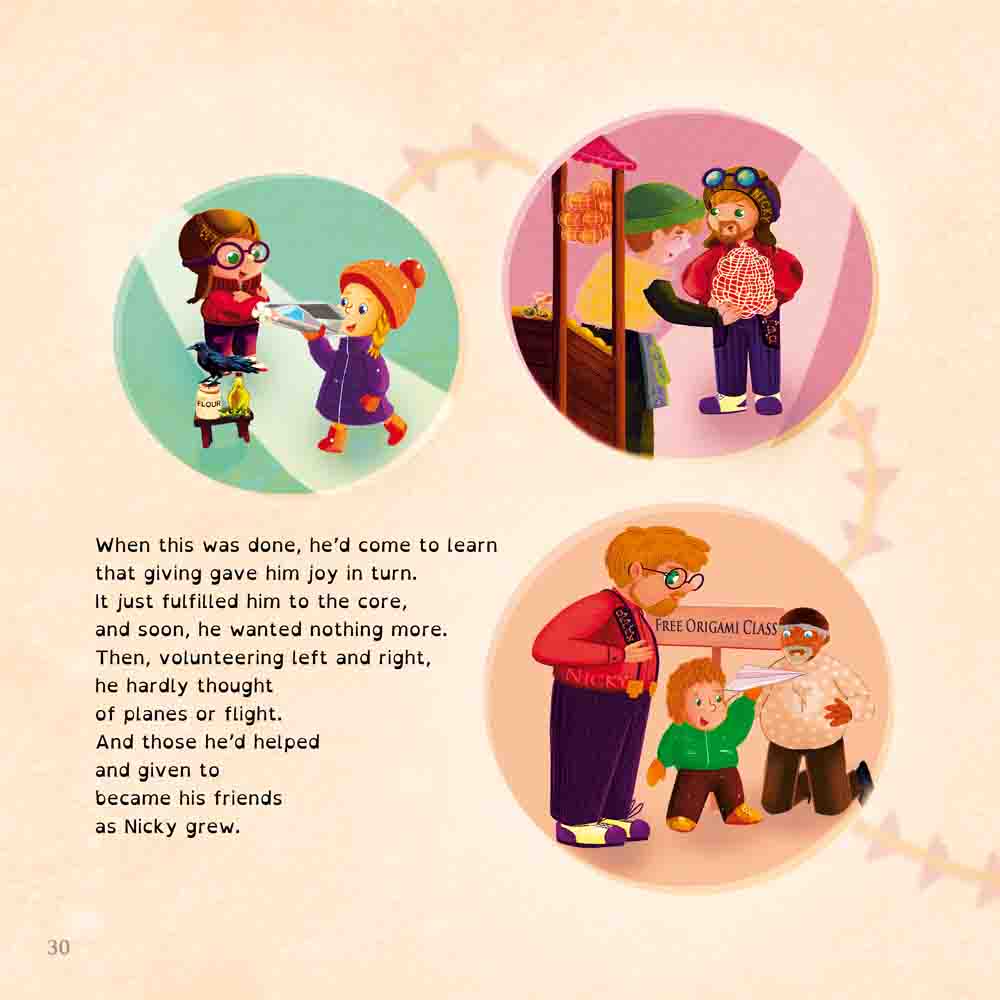 NICKY
FLOUR
FREE ORIGAMI CLASS
NICKY
When this was done, he'd come to learn
that giving gave him joy in turn.
It just fulfilled him to the core,
and soon, he wanted nothing more.
Then, volunteering left and right,
he hardly thought
of planes or flight.
And those he'd helped
and given to
became his friends
as Nicky grew.
30